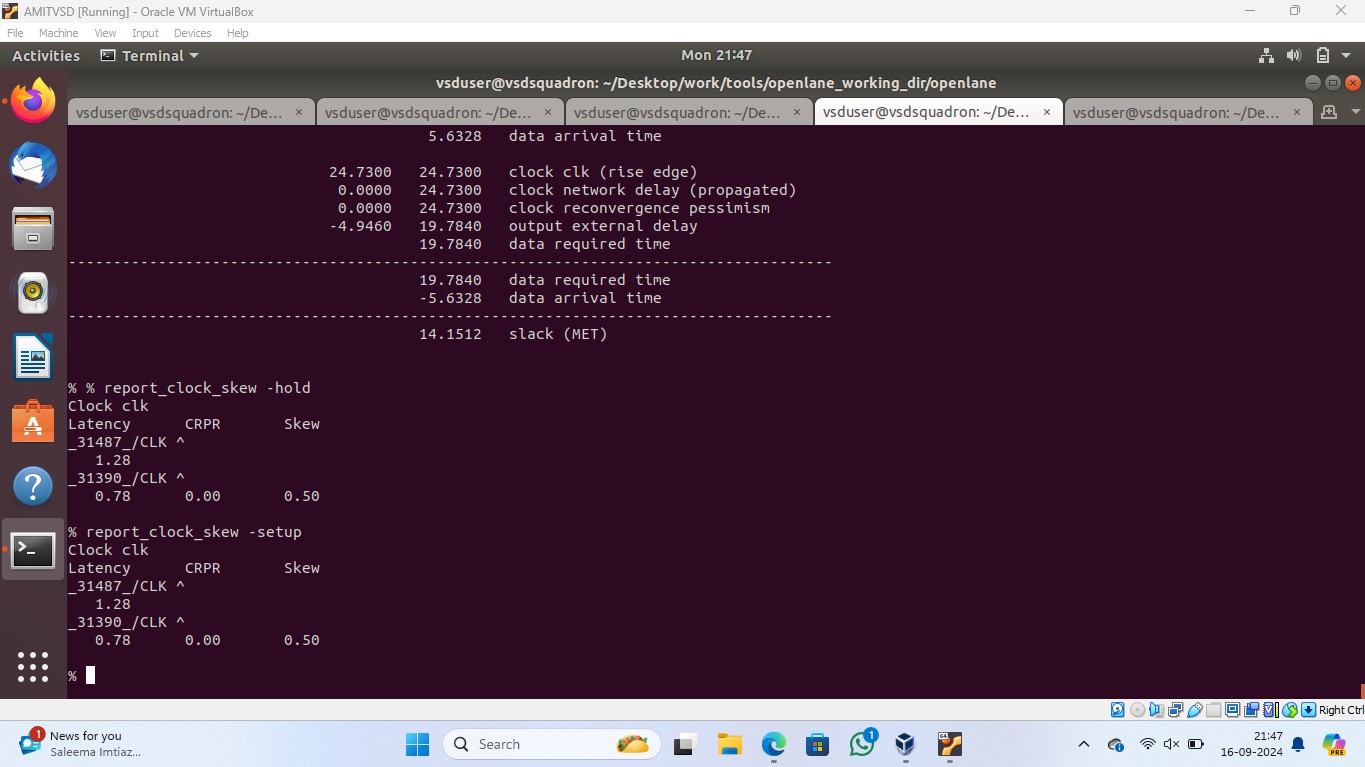 AMITVSD [Running] - Oracle VM VirtualBox
File Machine View Input Devices Help
Activities Terminal Mon 21:47
vsduser@vsdsquadron: ~/Desktop/work/tools/openlane_working_dir/openlane
vsduser@vsdsquadron: ~/De... × vsduser@vsdsquadron: ~/De... × vsduser@vsdsquadron: ~/De... × vsduser@vsdsquadron: ~/De... × vsduser@vsdsquadron: ~/De... ×
5.6328 data arrival time
24.7300 24.7300 clock clk (rise edge)
0.0000 24.7300 clock network delay (propagated)
0.0000 24.7300 clock reconvergence pessimism
-4.9460 19.7840 output external delay
19.7840 data required time
-------------------------------------------------------------------------------------
19.7840 data required time
-5.6328 data arrival time
-------------------------------------------------------------------------------------
14.1512 slack (MET)
% % report_clock_skew -hold
Clock clk
Latency CRPR Skew
_31487_/CLK ^
1.28
_31390_/CLK ^
0.78 0.00 0.50
% report_clock_skew -setup
Clock clk
Latency CRPR Skew
_31487_/CLK ^
1.28
_31390_/CLK ^
0.78 0.00 0.50
%
Right Ctrl
1 News for you
Saleema Imtiaz...
Search
1
21:47
16-09-2024
PRE